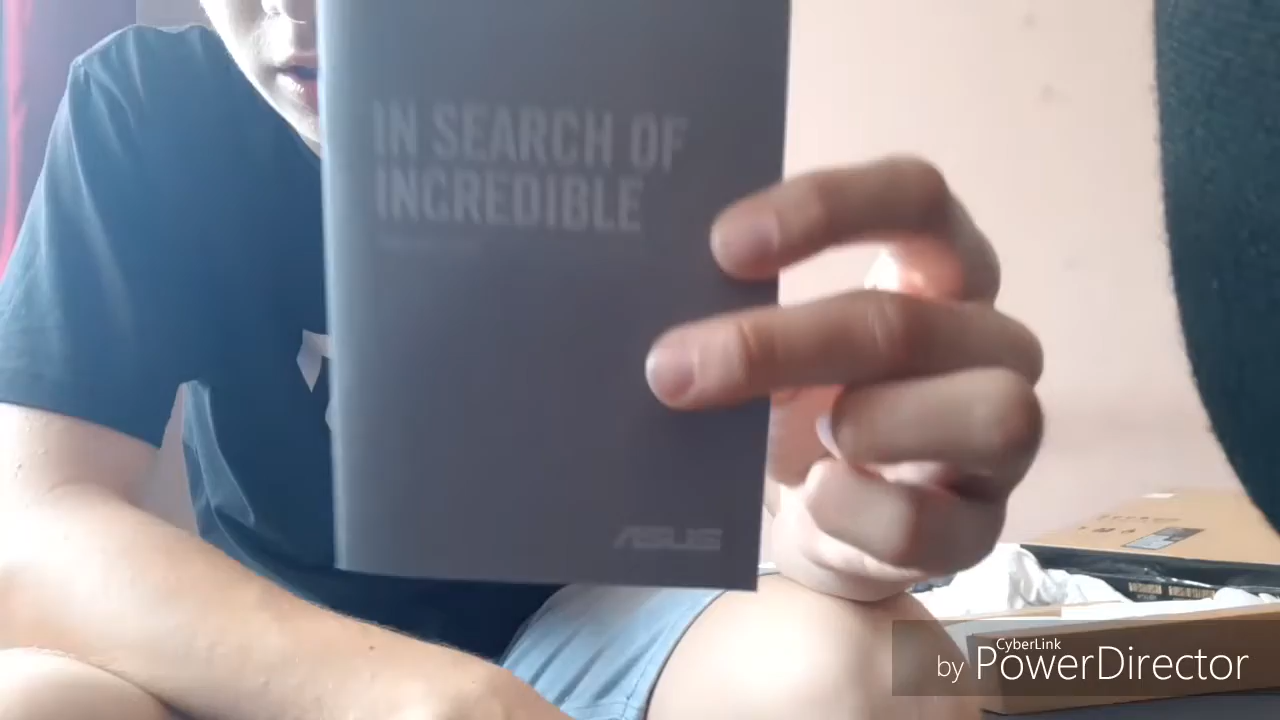 IN SEARCH OF
INCREDIBLE
ASUS
CyberLink
by PowerDirector